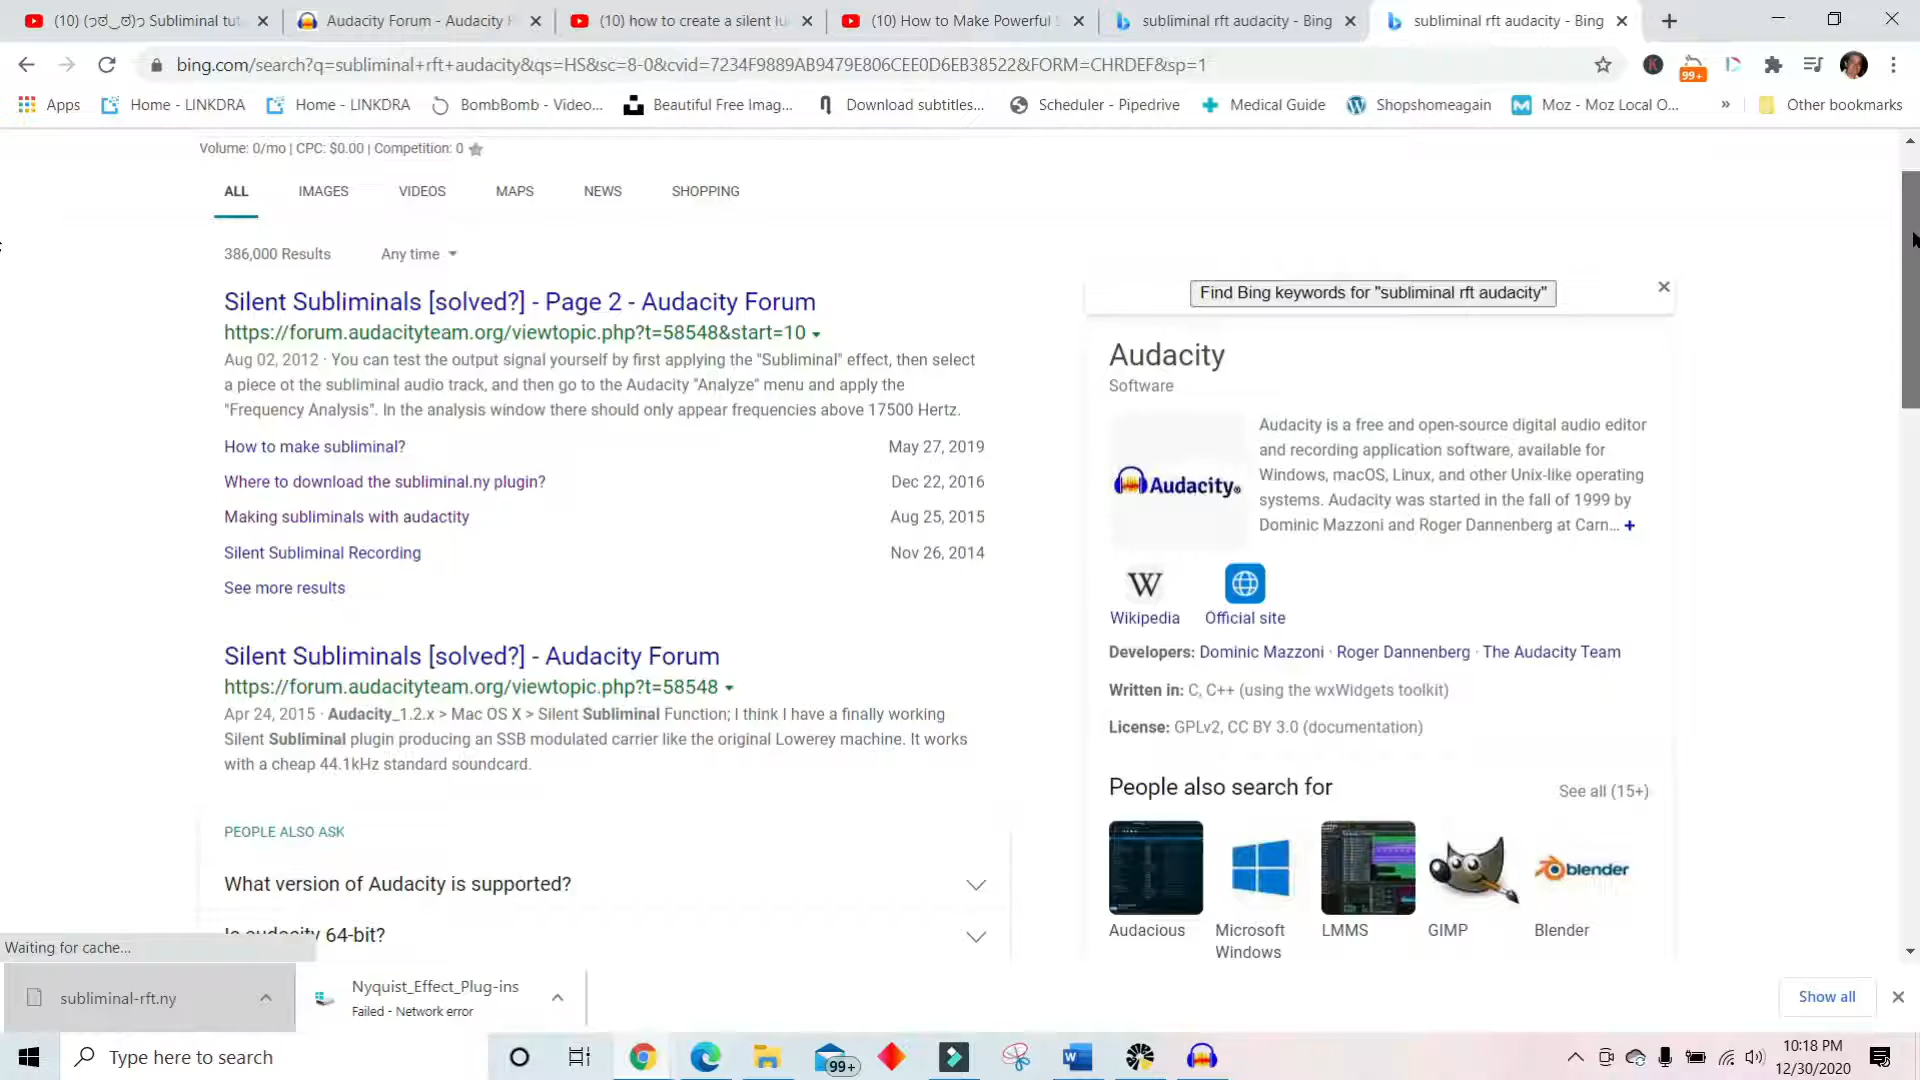 (10) (ɔಠ‿ಠ)ɔ Subliminal tut
Audacity Forum - Audacity
(10) how to create a silent
(10) How to Make Powerful
subliminal rft audacity - Bing
subliminal rft audacity - Bing
bing.com/search?q=subliminal+rft+audacity&qs=HS&sc=8-0&cvid=7234F9889AB9479E806CEE0D6EB38522&FORM=CHRDEF&sp=1
99+
Apps
Home - LINKDRA
Home - LINKDRA
BombBomb - Video...
Beautiful Free Imag...
Download subtitles...
Scheduler - Pipedrive
Medical Guide
Shopshomeagain
Moz - Moz Local O...
»
Other bookmarks
Volume: 0/mo | CPC: $0.00 | Competition: 0
ALL IMAGES VIDEOS MAPS NEWS SHOPPING
386,000 Results Any time
Silent Subliminals [solved?] - Page 2 - Audacity Forum
https://forum.audacityteam.org/viewtopic.php?t=58548&start=10
Aug 02, 2012 · You can test the output signal yourself by first applying the "Subliminal" effect, then select
a piece ot the subliminal audio track, and then go to the Audacity "Analyze" menu and apply the
"Frequency Analysis". In the analysis window there should only appear frequencies above 17500 Hertz.
How to make subliminal? May 27, 2019
Where to download the subliminal.ny plugin? Dec 22, 2016
Making subliminals with audactity Aug 25, 2015
Silent Subliminal Recording Nov 26, 2014
See more results
Silent Subliminals [solved?] - Audacity Forum
https://forum.audacityteam.org/viewtopic.php?t=58548
Apr 24, 2015 · Audacity_1.2.x > Mac OS X > Silent Subliminal Function; I think I have a finally working
Silent Subliminal plugin producing an SSB modulated carrier like the original Lowerey machine. It works
with a cheap 44.1kHz standard soundcard.
PEOPLE ALSO ASK
What version of Audacity is supported?
Is audacity 64-bit?
Find Bing keywords for "subliminal rft audacity"
Audacity
Software
Audacity
Audacity is a free and open-source digital audio editor
and recording application software, available for
Windows, macOS, Linux, and other Unix-like operating
systems. Audacity was started in the fall of 1999 by
Dominic Mazzoni and Roger Dannenberg at Carn... +
W
Wikipedia Official site
Developers: Dominic Mazzoni · Roger Dannenberg · The Audacity Team
Written in: C, C++ (using the wxWidgets toolkit)
License: GPLv2, CC BY 3.0 (documentation)
People also search for See all (15+)
blender
Audacious
Microsoft
Windows
LMMS
GIMP
Blender
Waiting for cache...
subliminal-rft.ny
Nyquist_Effect_Plug-ins
Failed - Network error
Show all
Type here to search
99+
10:18 PM
12/30/2020